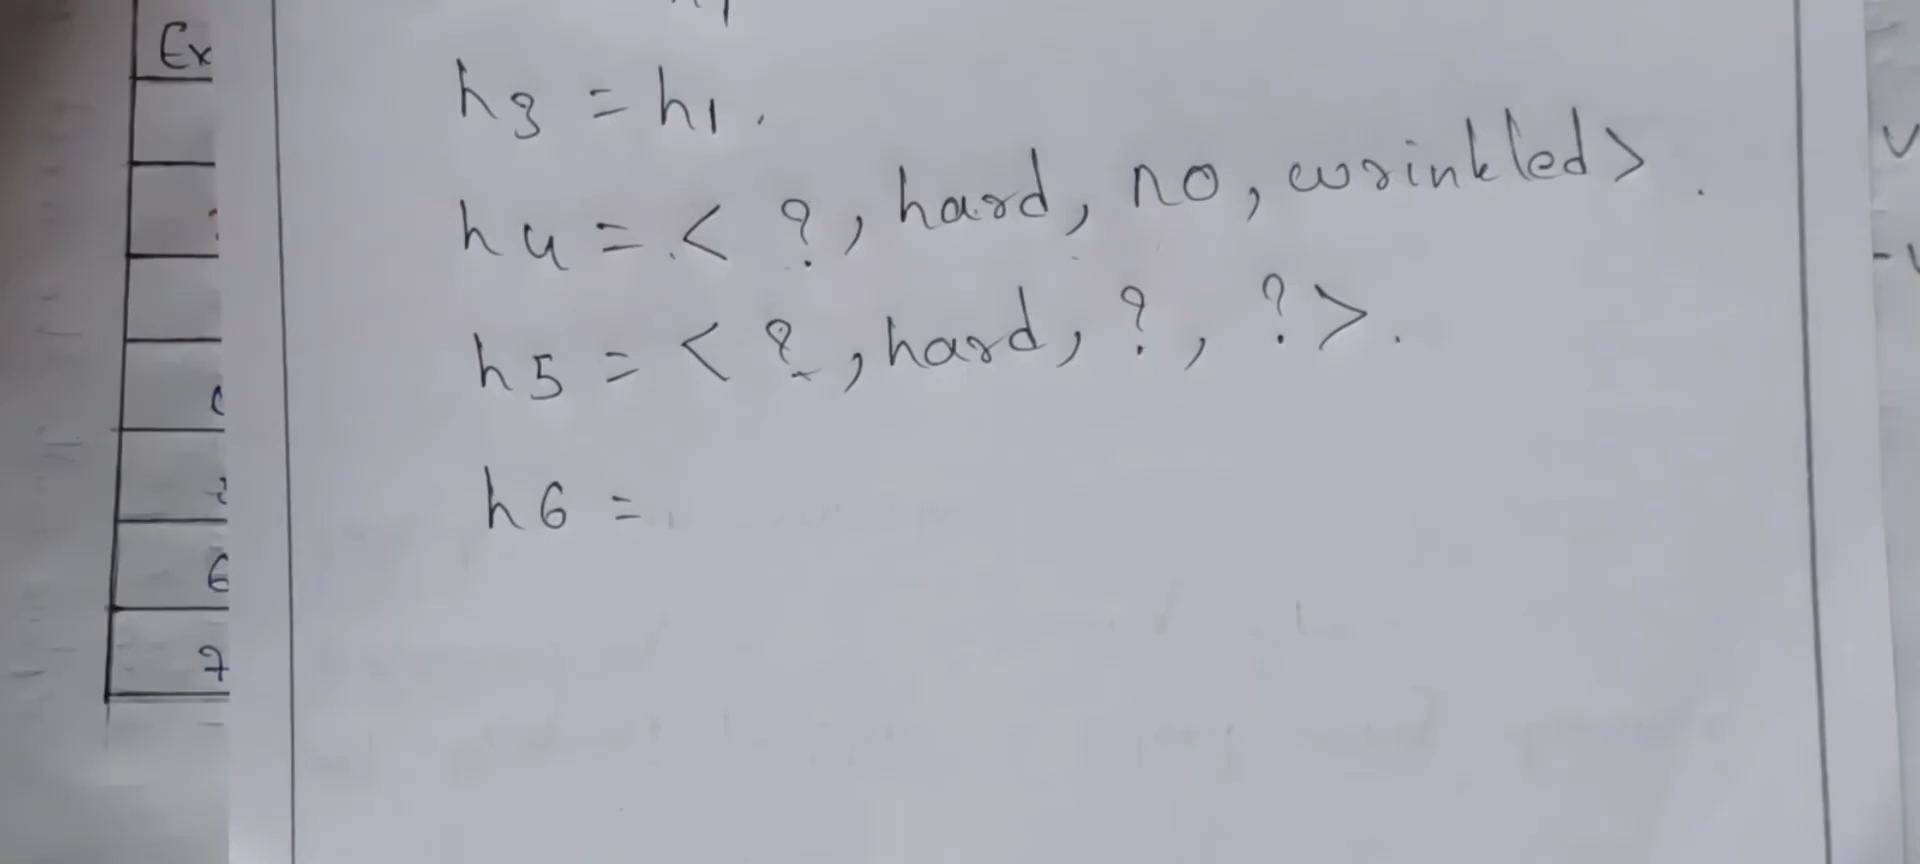 Ex
h3 = h1.
h4 = < ?, hard, no, wrinkled> .
h5 = < ?, hard, ?, ?> .
h6 =
6
7